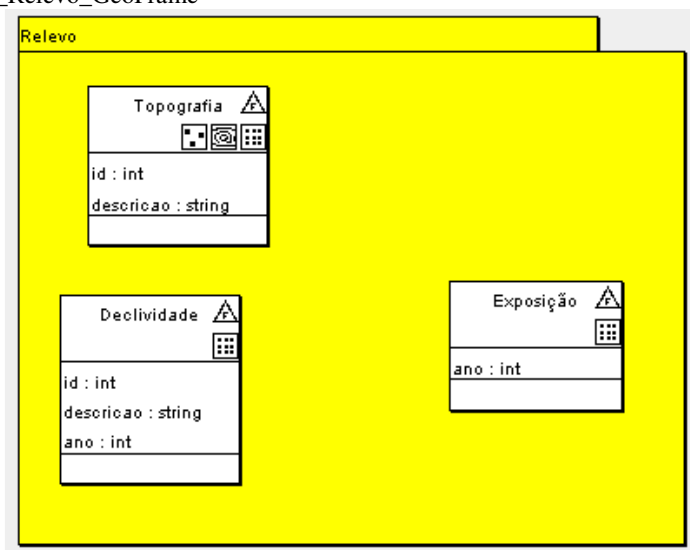 _Relevo_GeoFrame
Relevo
Topografia
id : int
descricao : string
Declividade
id : int
descricao : string
ano : int
Exposição
ano : int